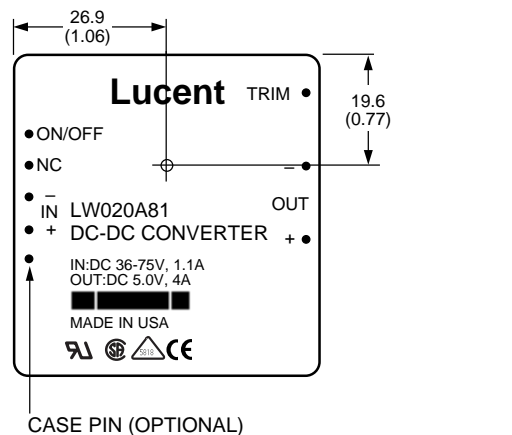 26.9
(1.06)
Lucent
TRIM
19.6
(0.77)
ON/OFF
NC
–
–
IN
OUT
LW020A81
+
DC-DC CONVERTER
+
IN:DC 36-75V, 1.1A
OUT:DC 5.0V, 4A
MADE IN USA
5818
CE
CASE PIN (OPTIONAL)